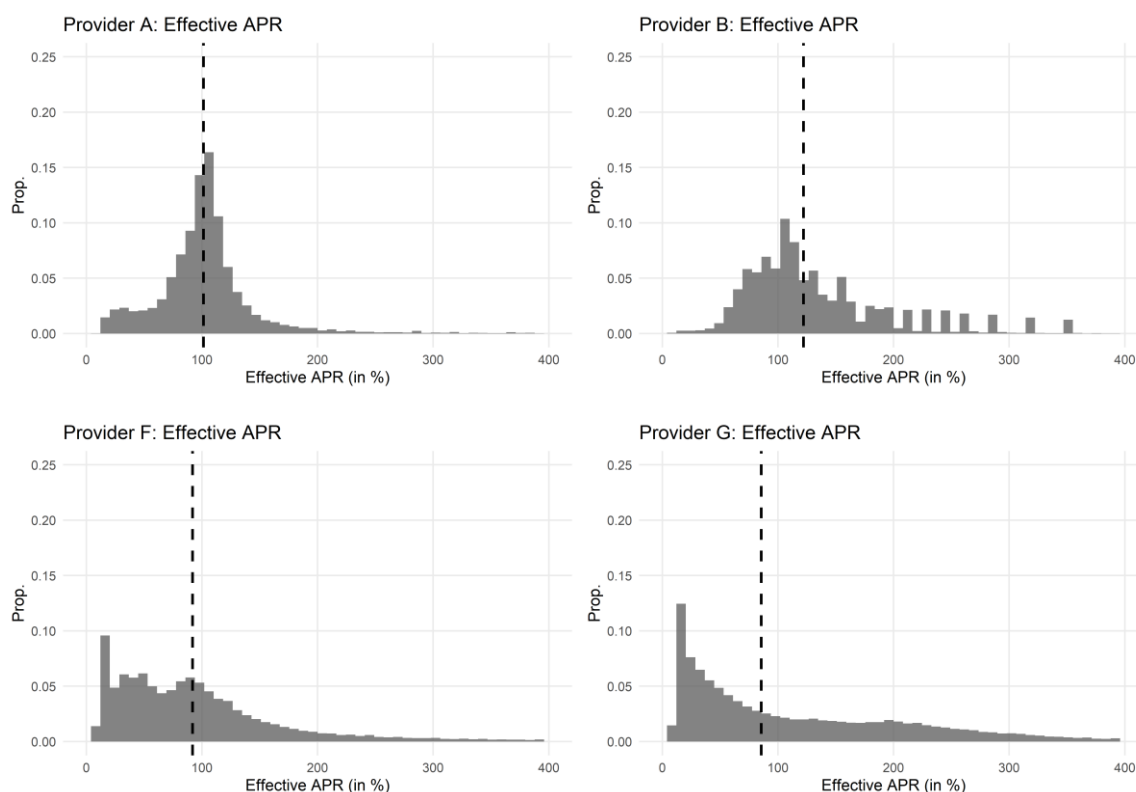 Provider A: Effective APR
0.25
0.20
0.15
0.10
0.05
0.00
Prop.
0 100 200 300 400
Effective APR (in %)
Provider B: Effective APR
0.25
0.20
0.15
0.10
0.05
0.00
Prop.
0 100 200 300 400
Effective APR (in %)
Provider F: Effective APR
0.25
0.20
0.15
0.10
0.05
0.00
Prop.
0 100 200 300 400
Effective APR (in %)
Provider G: Effective APR
0.25
0.20
0.15
0.10
0.05
0.00
Prop.
0 100 200 300 400
Effective APR (in %)